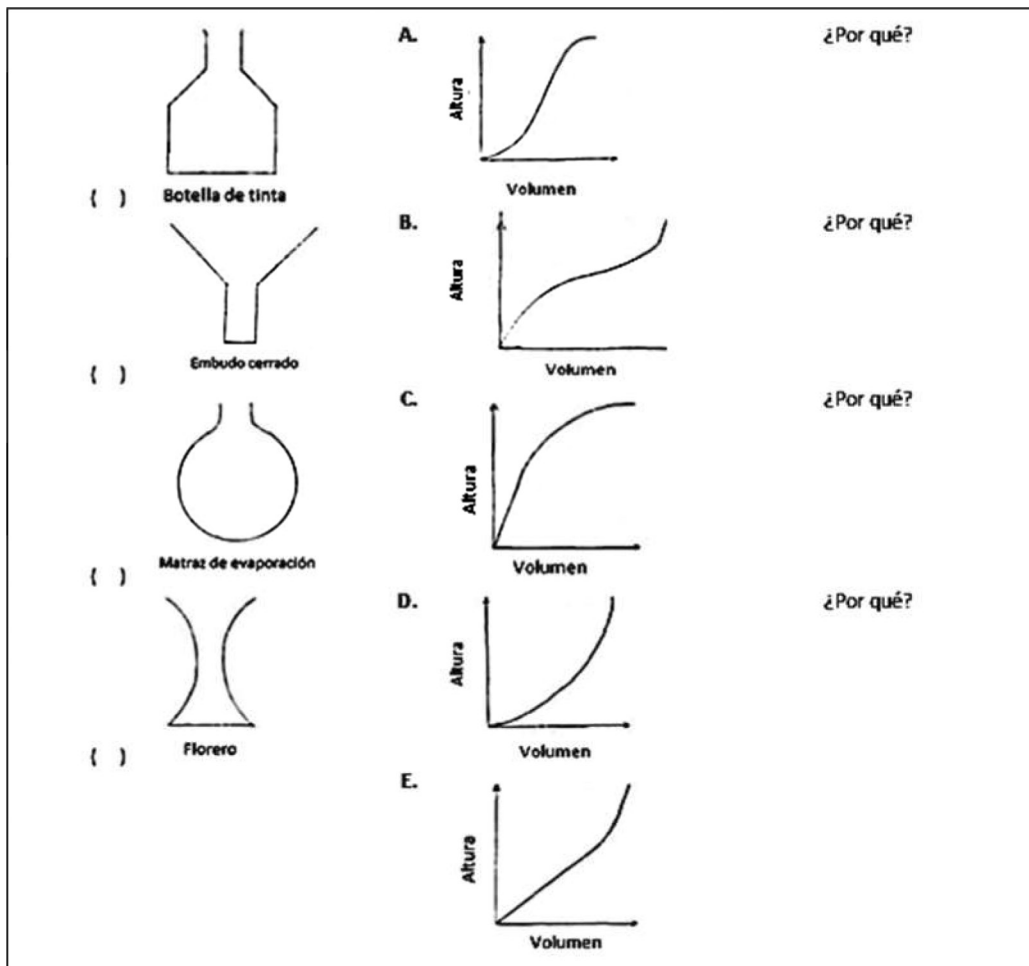 A.
¿Por qué?
Altura
Volumen
( ) Botella de tinta
B.
¿Por qué?
Altura
Volumen
Embudo cerrado
( )
C.
¿Por qué?
Altura
Volumen
Matraz de evaporación
( )
D.
¿Por qué?
Altura
Volumen
Florero
( )
E.
Altura
Volumen